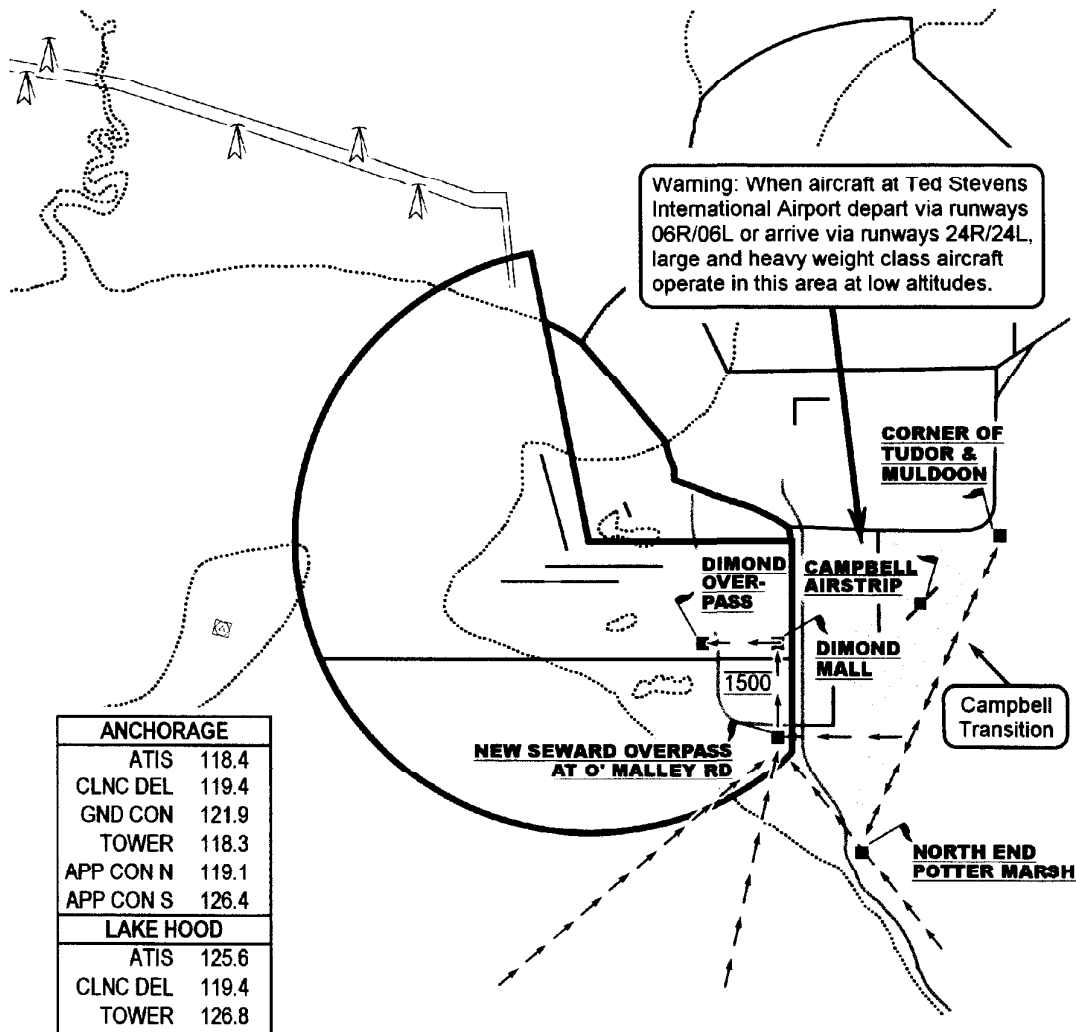 Warning: When aircraft at Ted Stevens
International Airport depart via runways
06R/06L or arrive via runways 24R/24L,
large and heavy weight class aircraft
operate in this area at low altitudes.
CORNER OF
TUDOR &
MULDOON
DIMOND
OVER-
PASS
CAMPBELL
AIRSTRIP
DIMOND
MALL
1500
Campbell
Transition
NEW SEWARD OVERPASS
AT O' MALLEY RD
NORTH END
POTTER MARSH
ANCHORAGE
ATIS 118.4
CLNC DEL 119.4
GND CON 121.9
TOWER 118.3
APP CON N 119.1
APP CON S 126.4
LAKE HOOD
ATIS 125.6
CLNC DEL 119.4
TOWER 126.8